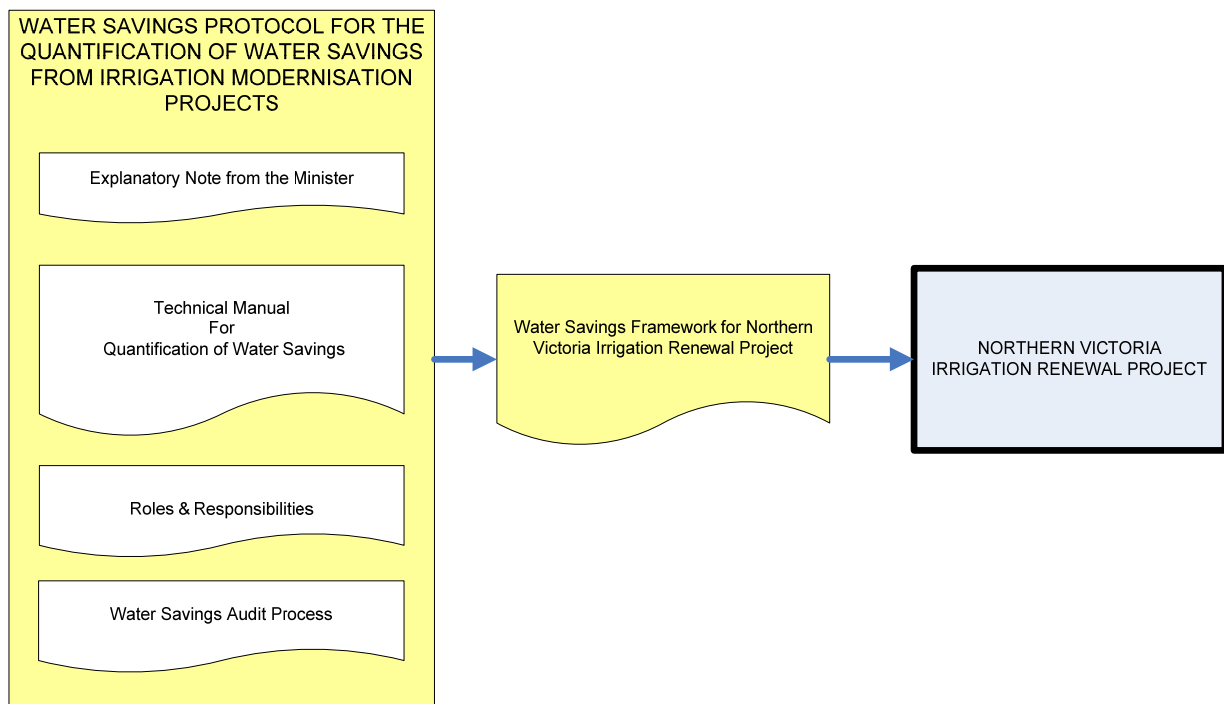 WATER SAVINGS PROTOCOL FOR THE
QUANTIFICATION OF WATER SAVINGS
FROM IRRIGATION MODERNISATION
PROJECTS
Explanatory Note from the Minister
Technical Manual
For
Quantification of Water Savings
Roles & Responsibilities
Water Savings Audit Process
Water Savings Framework for Northern
Victoria Irrigation Renewal Project
NORTHERN VICTORIA
IRRIGATION RENEWAL PROJECT